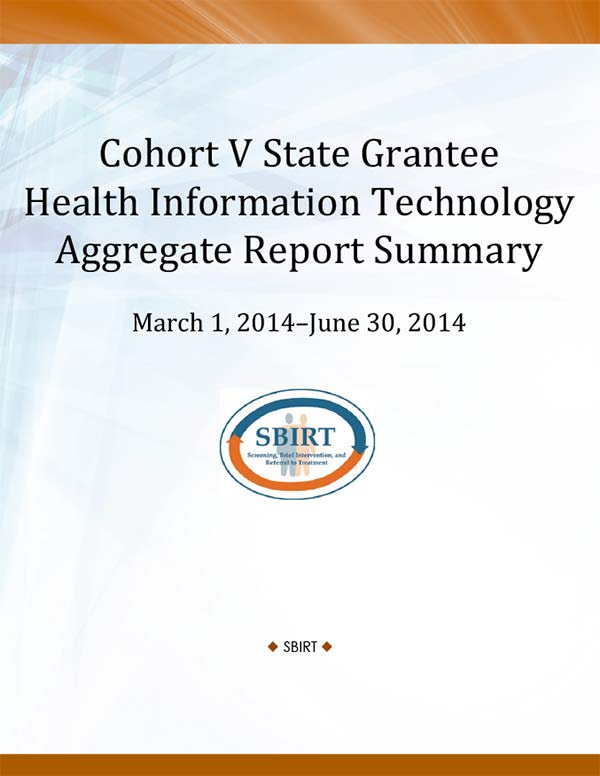 Cohort V State Grantee
Health Information Technology
Aggregate Report Summary
March 1, 2014–June 30, 2014
SBIRT
Screening, Brief Intervention, and
Referral to Treatment
◆ SBIRT ◆